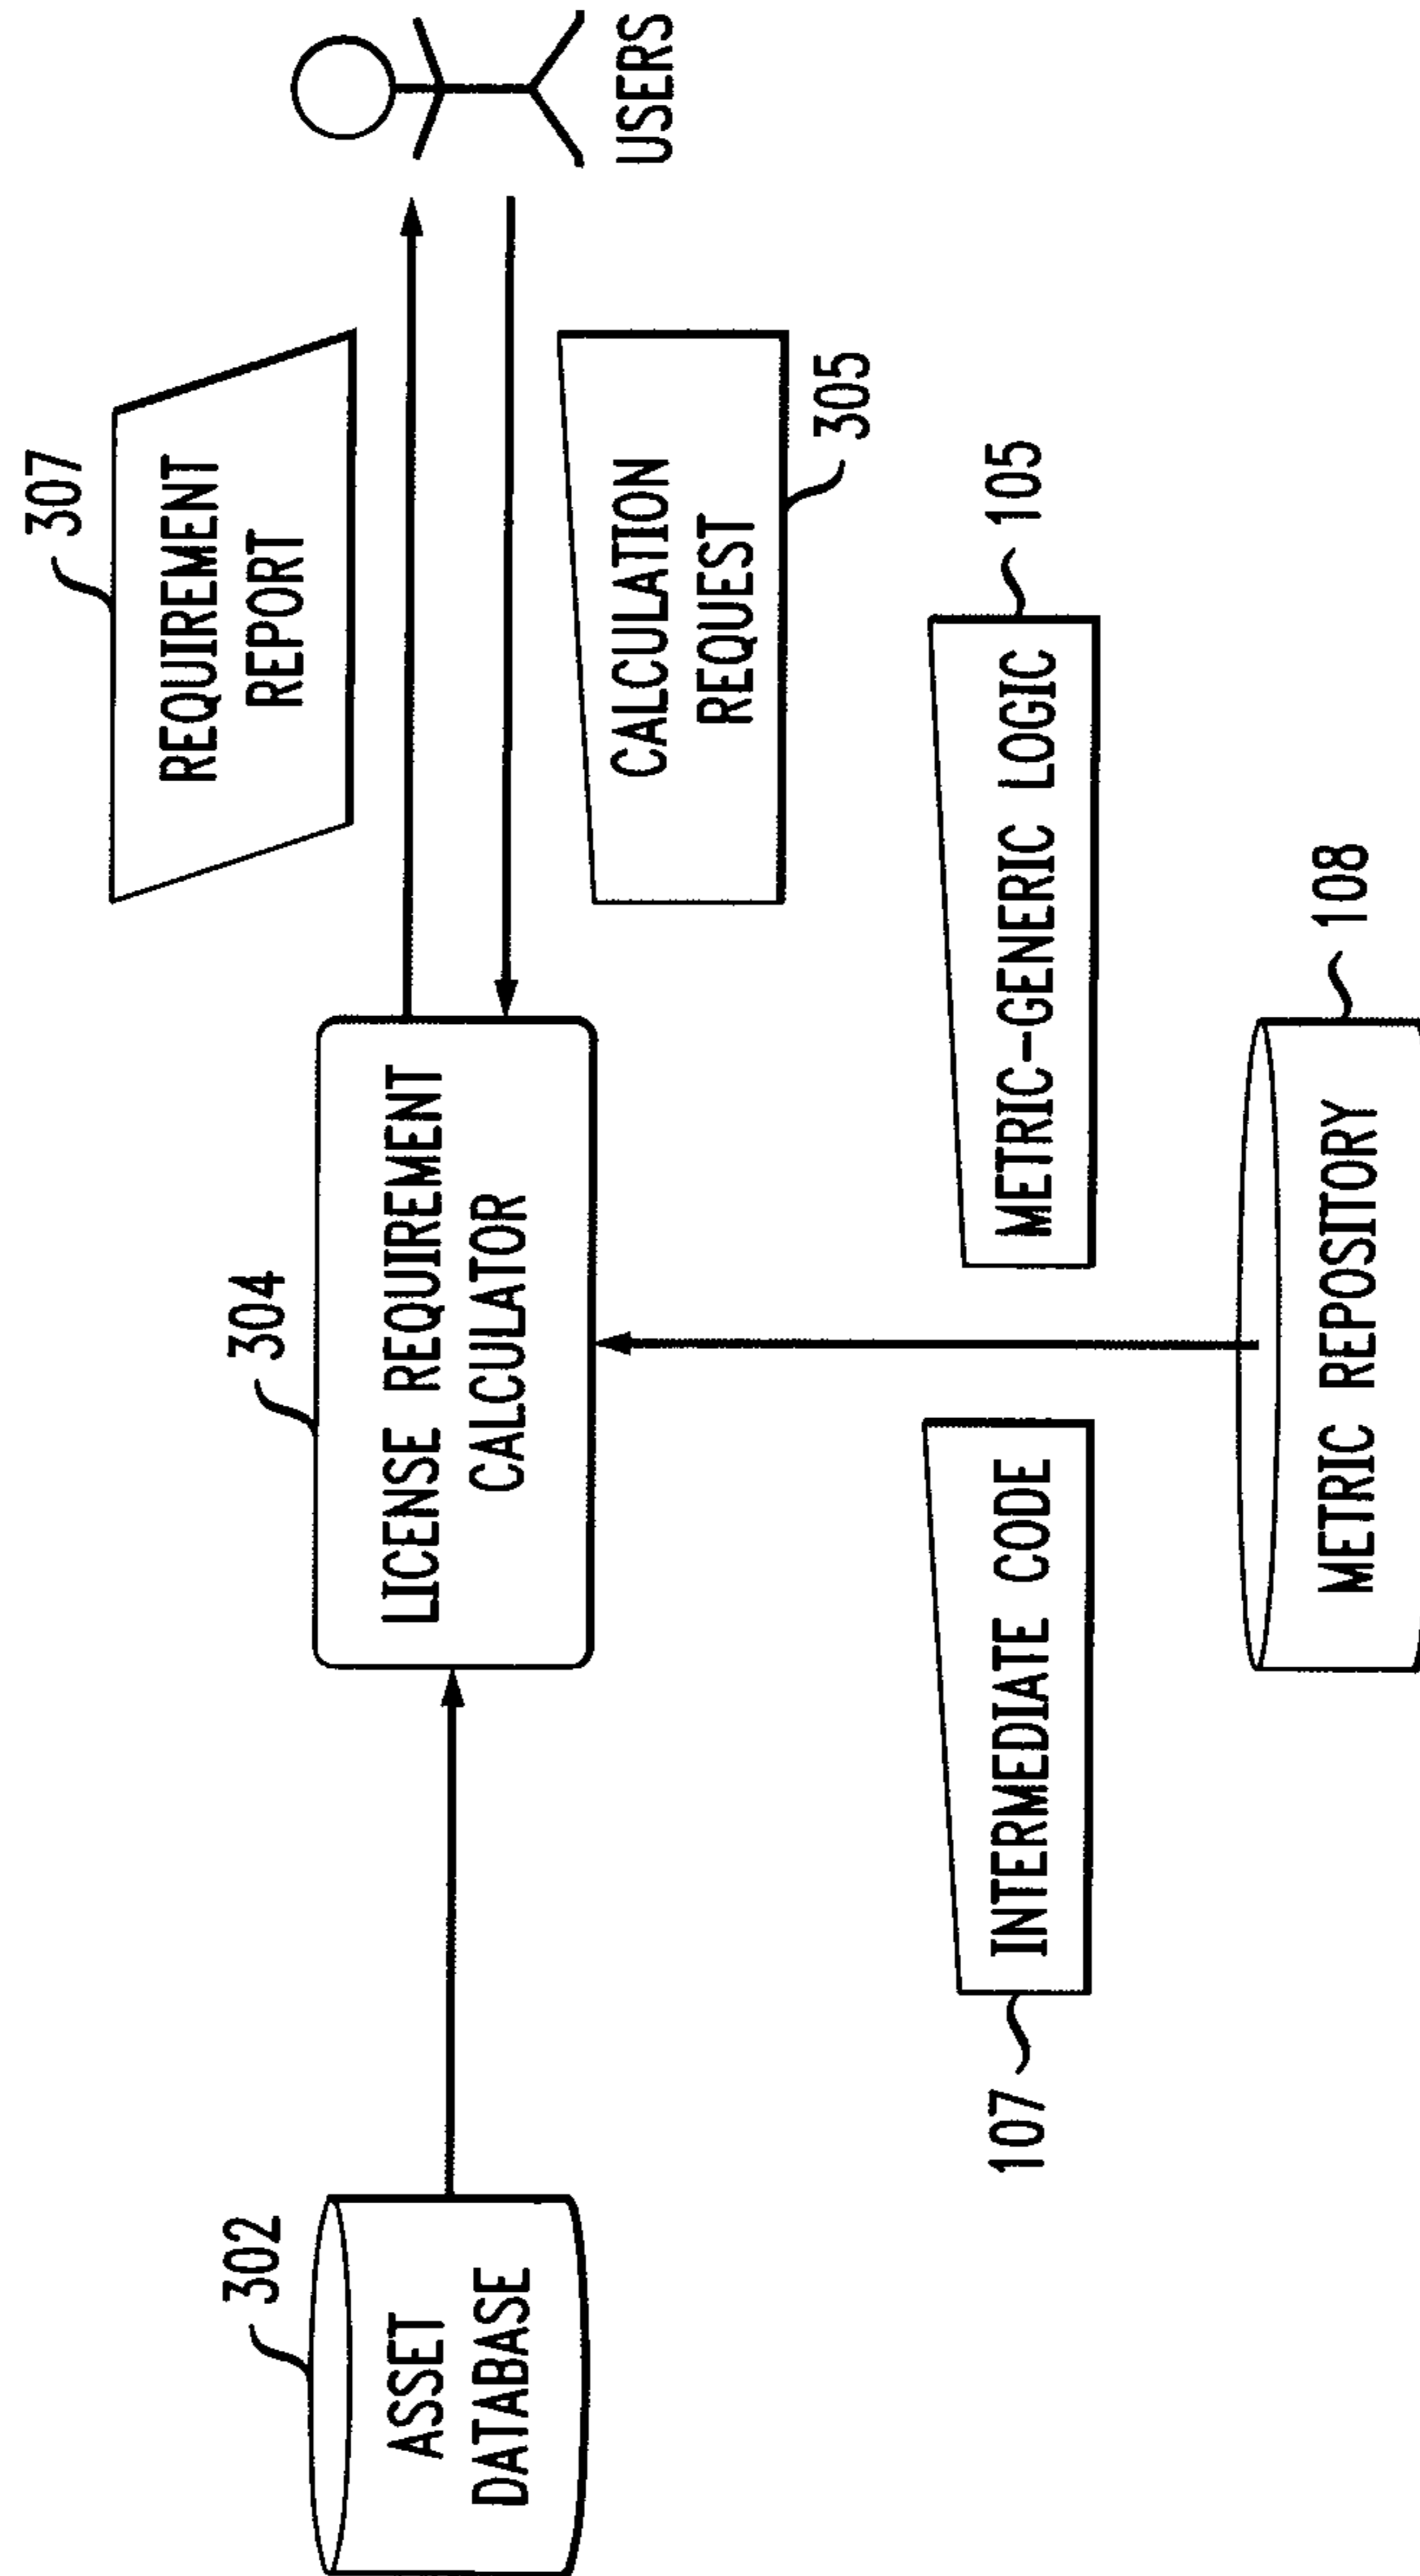 307
REQUIREMENT
REPORT
USERS
302
ASSET
DATABASE
304
LICENSE REQUIREMENT
CALCULATOR
CALCULATION
REQUEST
305
107
INTERMEDIATE CODE
METRIC-GENERIC LOGIC
105
METRIC REPOSITORY
108